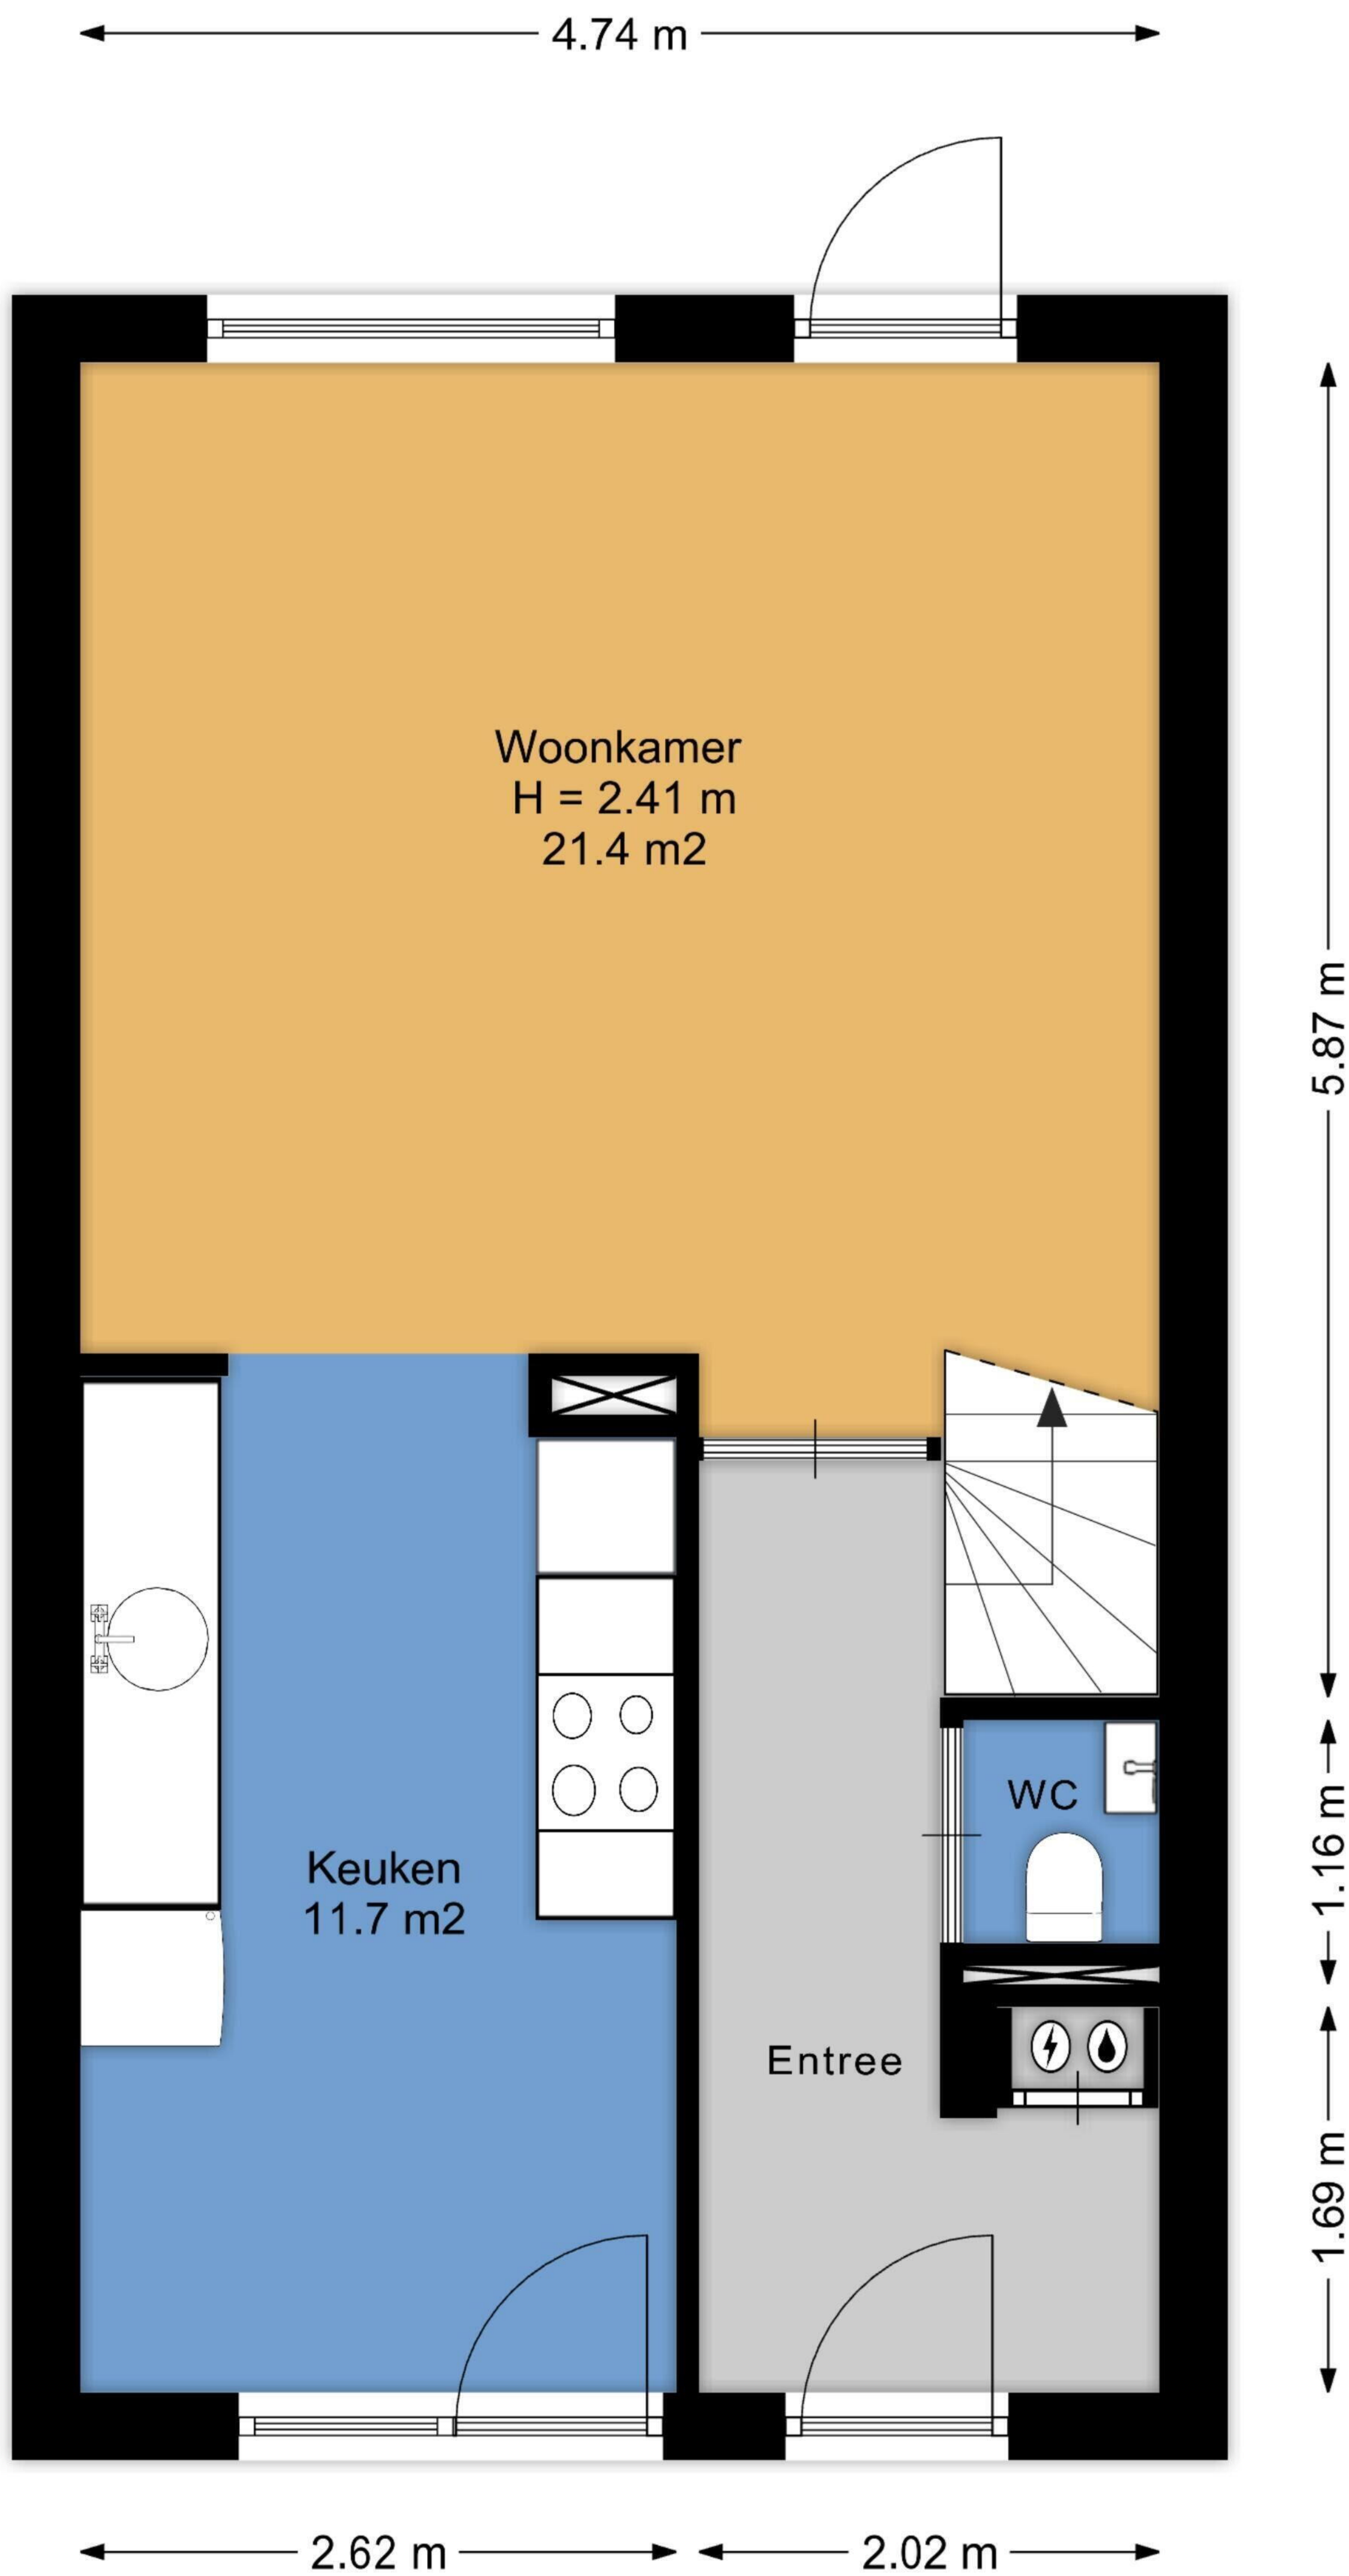 4.74 m
Woonkamer
H = 2.41 m
21.4 m2
5.87 m
WC
1.16 m
Keuken
11.7 m2
Entree
1.69 m
2.62 m
2.02 m